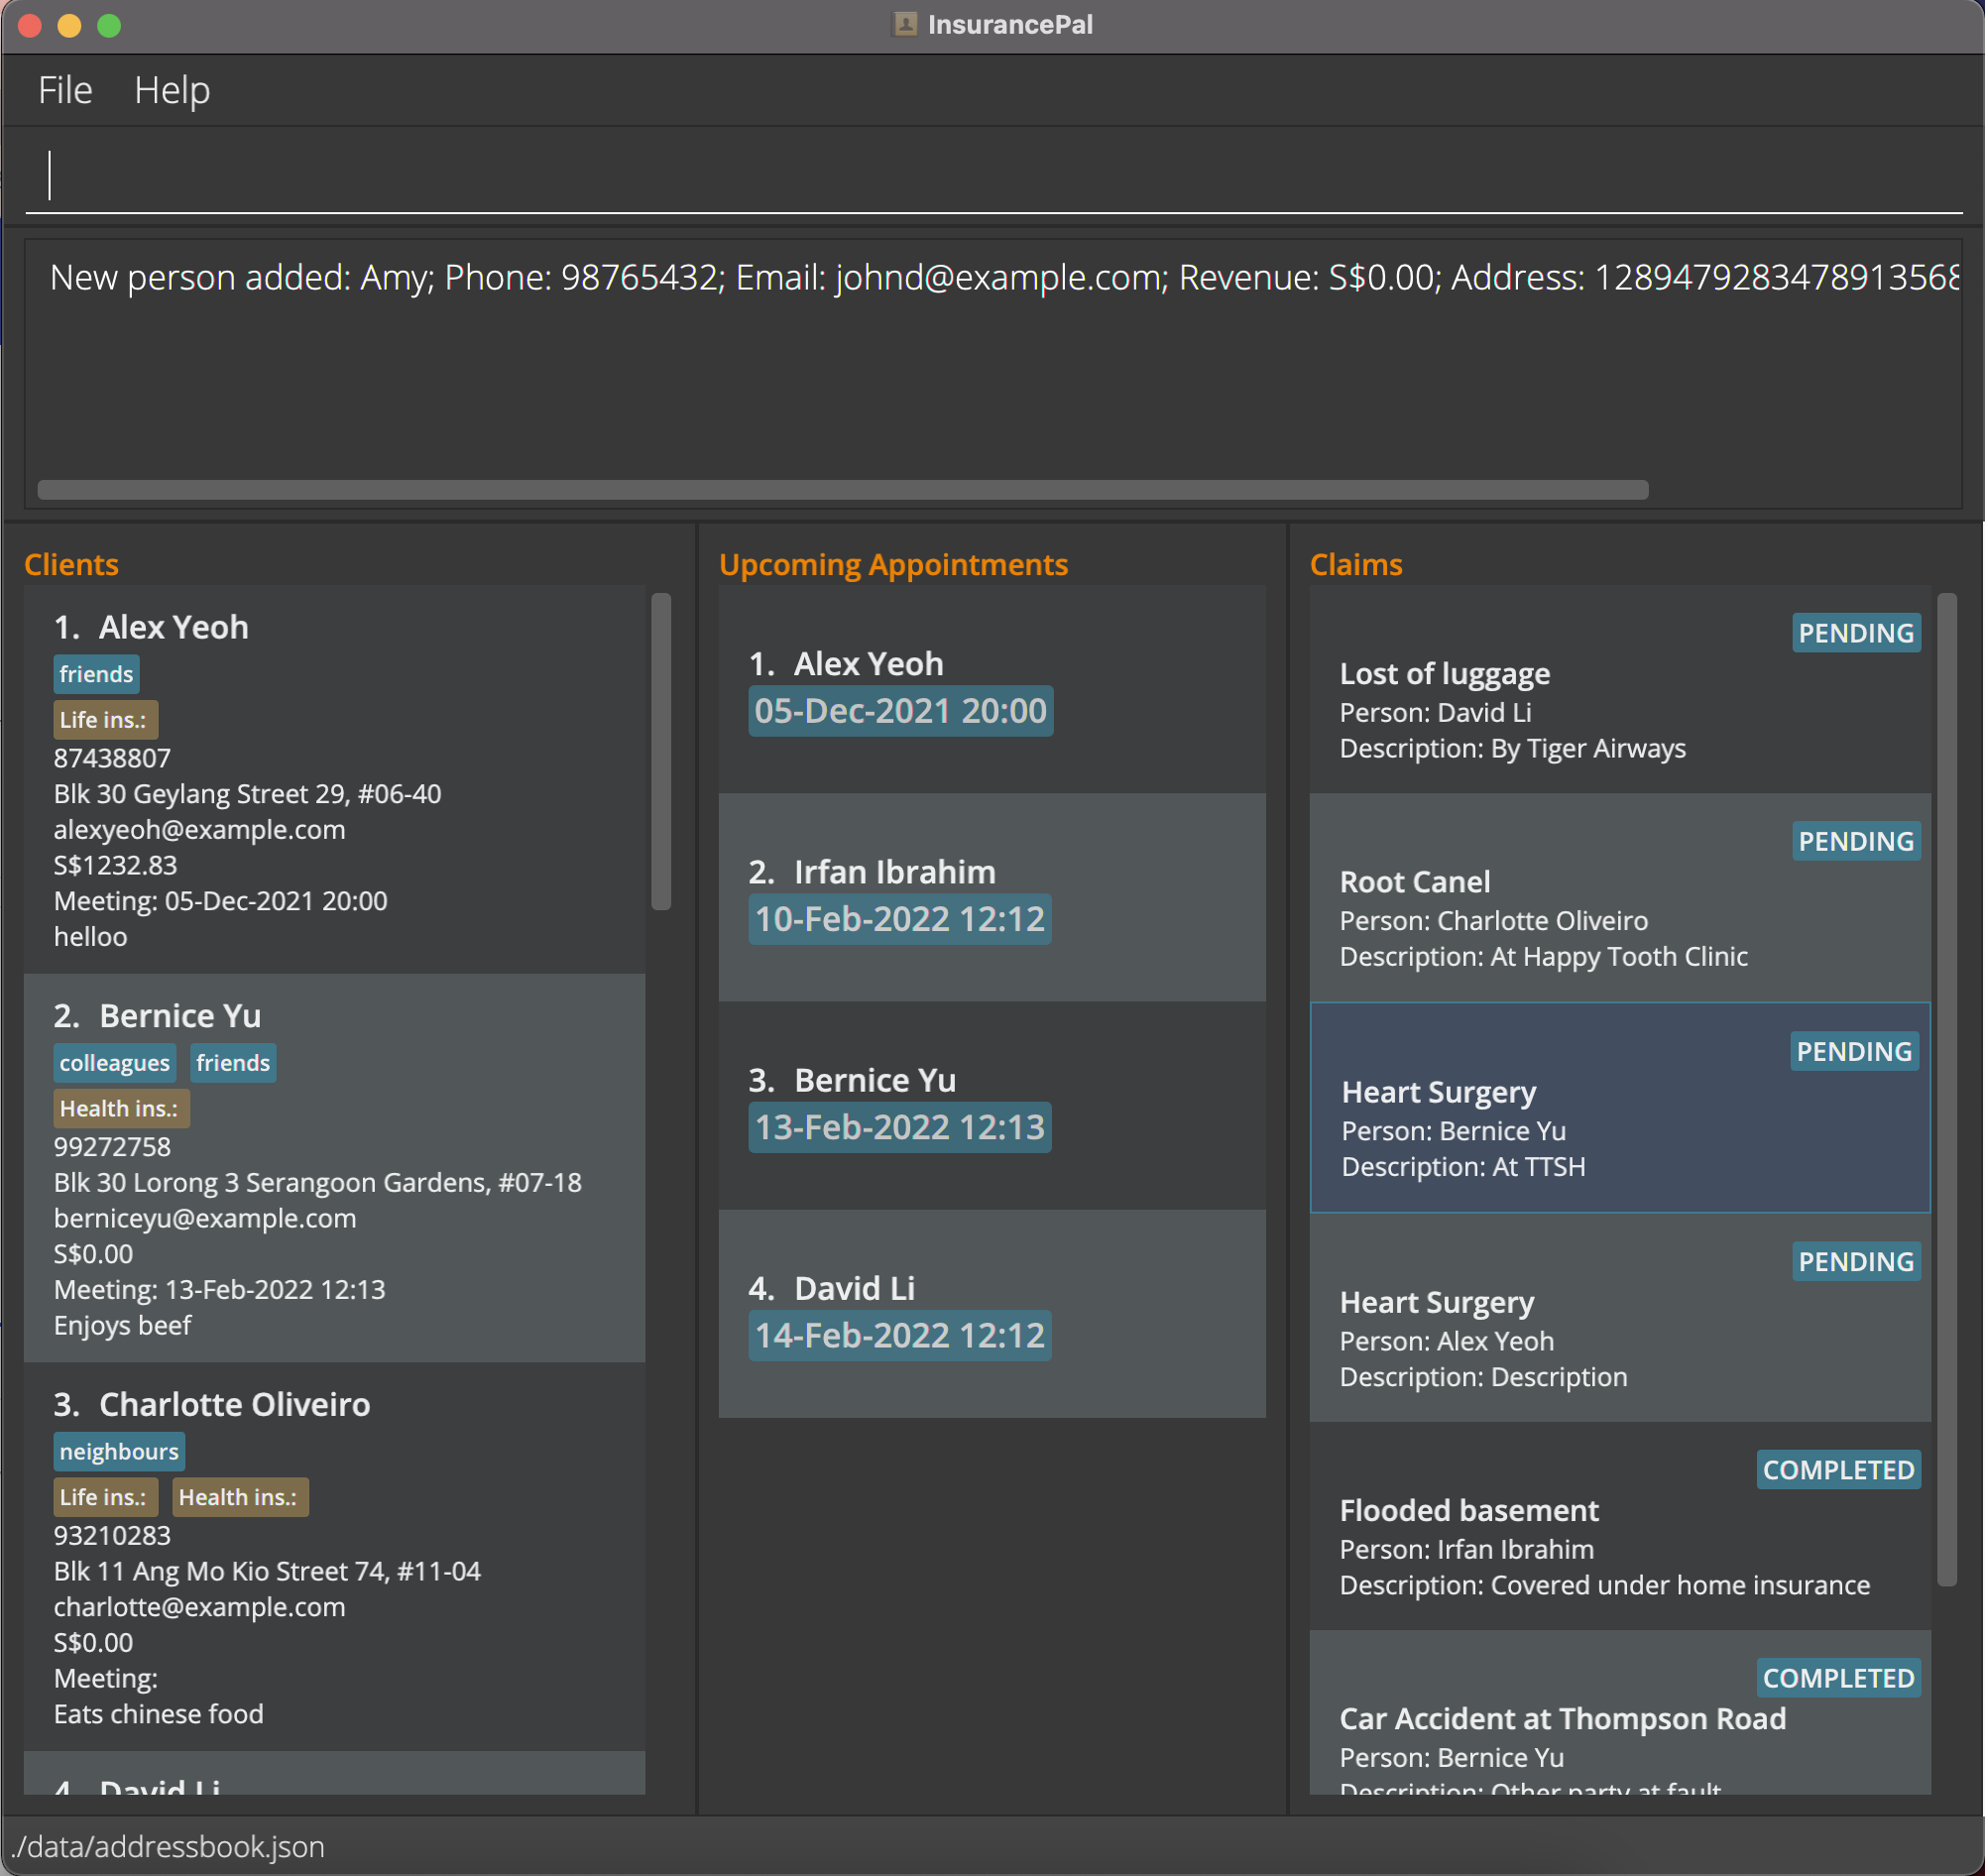 InsurancePal
File Help
New person added: Amy; Phone: 98765432; Email: johnd@example.com; Revenue: S$0.00; Address: 1289479283478913568
Clients
1. Alex Yeoh
friends
Life ins.:
87438807
Blk 30 Geylang Street 29, #06-40
alexyeoh@example.com
S$1232.83
Meeting: 05-Dec-2021 20:00
helloo
2. Bernice Yu
colleagues friends
Health ins.:
99272758
Blk 30 Lorong 3 Serangoon Gardens, #07-18
berniceyu@example.com
S$0.00
Meeting: 13-Feb-2022 12:13
Enjoys beef
3. Charlotte Oliveiro
neighbours
Life ins.: Health ins.:
93210283
Blk 11 Ang Mo Kio Street 74, #11-04
charlotte@example.com
S$0.00
Meeting:
Eats chinese food
4. David Li
Upcoming Appointments
1. Alex Yeoh
05-Dec-2021 20:00
2. Irfan Ibrahim
10-Feb-2022 12:12
3. Bernice Yu
13-Feb-2022 12:13
4. David Li
14-Feb-2022 12:12
Claims
PENDING
Lost of luggage
Person: David Li
Description: By Tiger Airways
PENDING
Root Canel
Person: Charlotte Oliveiro
Description: At Happy Tooth Clinic
PENDING
Heart Surgery
Person: Bernice Yu
Description: At TTSH
PENDING
Heart Surgery
Person: Alex Yeoh
Description: Description
COMPLETED
Flooded basement
Person: Irfan Ibrahim
Description: Covered under home insurance
COMPLETED
Car Accident at Thompson Road
Person: Bernice Yu
Description: Other party at fault
./data/addressbook.json